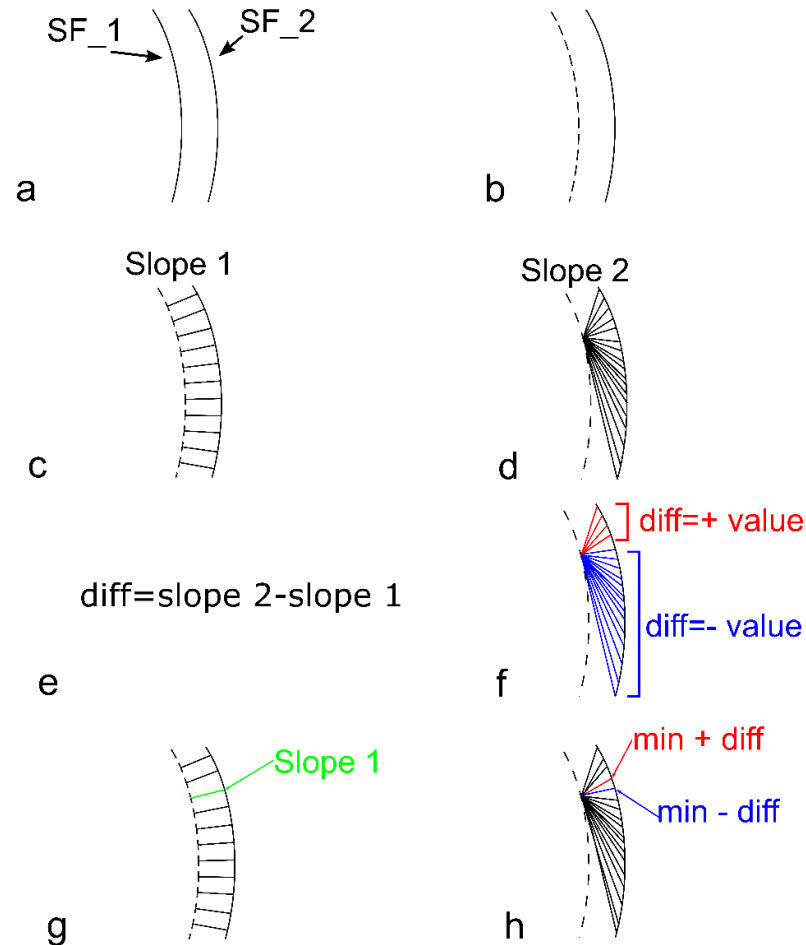 SF_1
SF_2
a
b
Slope 1
Slope 2
c
d
diff=slope 2-slope 1
diff=+ value
diff=- value
e
f
Slope 1
min + diff
min - diff
g
h